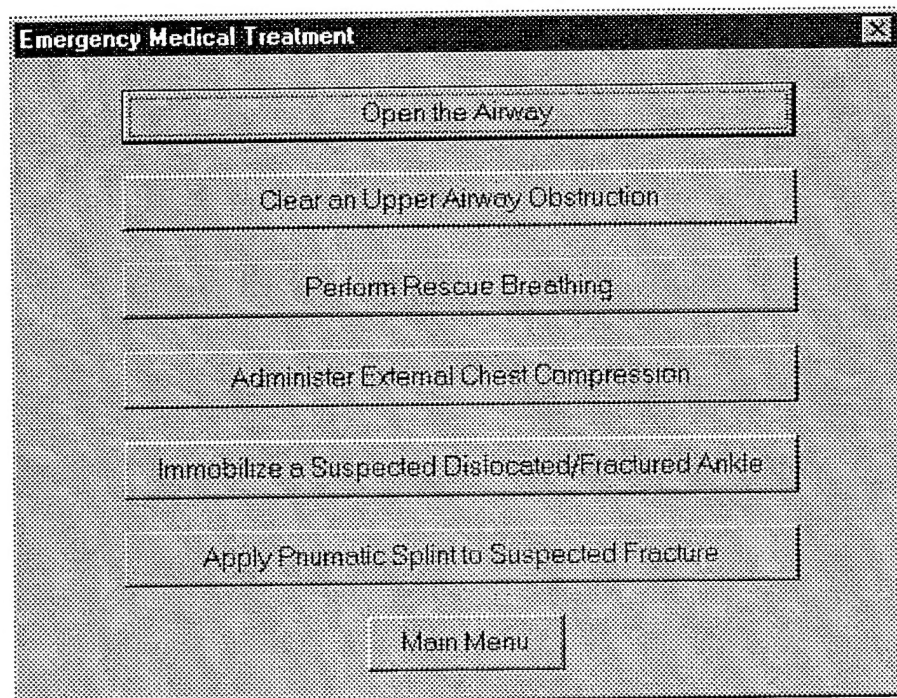 Emergency Medical Treatment
Open the Airway
Clear an Upper Airway Obstruction
Perform Rescue Breathing
Administer External Chest Compression
Immobilize a Suspected Dislocated/Fractured Ankle
Apply Pnumatic Splint to Suspected Fracture
Main Menu